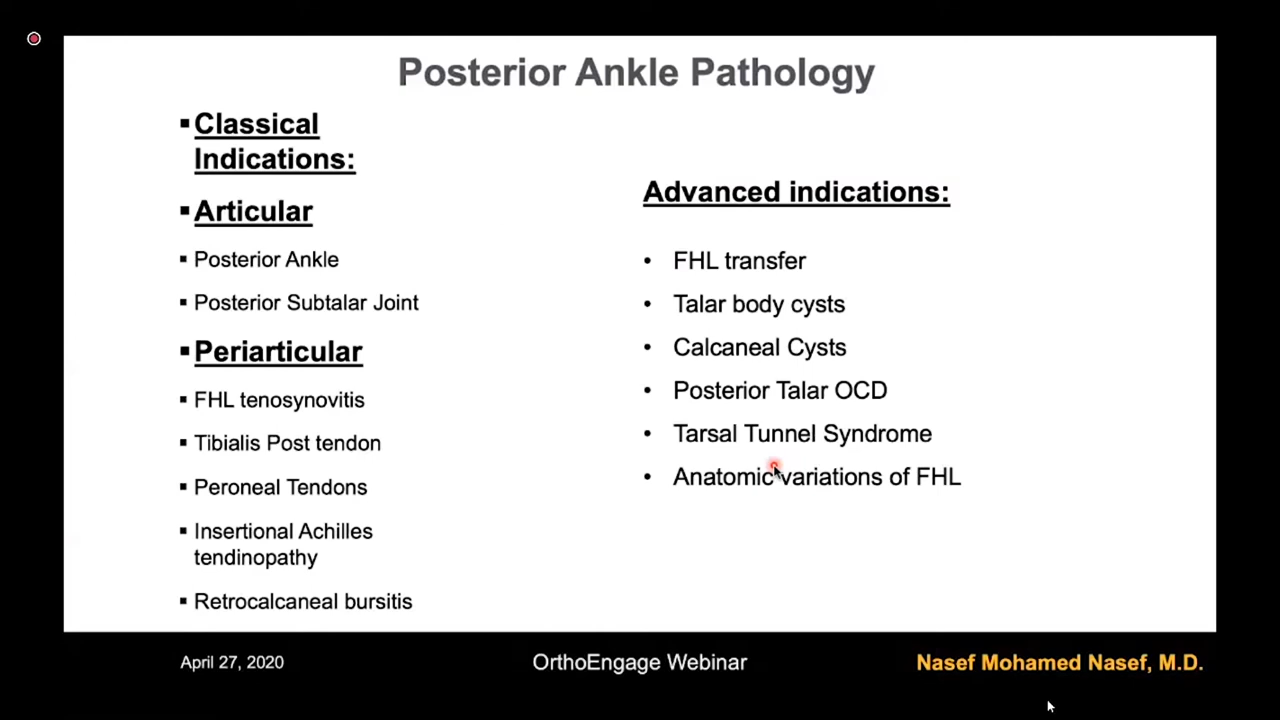 Posterior Ankle Pathology
▪Classical
Indications:
▪Articular
▪ Posterior Ankle
▪ Posterior Subtalar Joint
▪Periarticular
▪ FHL tenosynovitis
▪ Tibialis Post tendon
▪ Peroneal Tendons
▪ Insertional Achilles
tendinopathy
▪ Retrocalcaneal bursitis
Advanced indications:
• FHL transfer
• Talar body cysts
• Calcaneal Cysts
• Posterior Talar OCD
• Tarsal Tunnel Syndrome
• Anatomic variations of FHL
April 27, 2020
OrthoEngage Webinar
Nasef Mohamed Nasef, M.D.